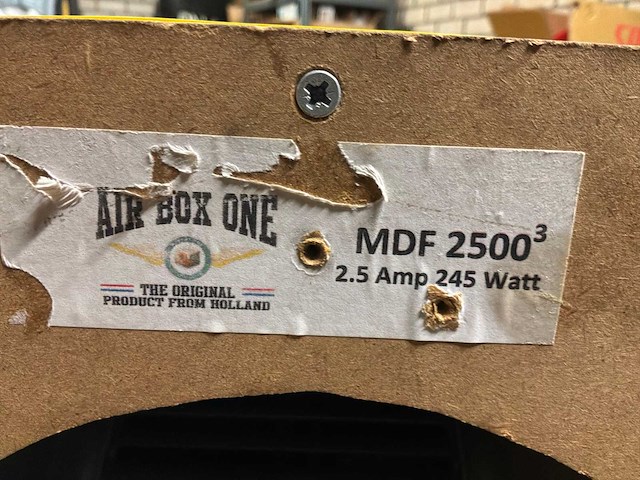 AIR BOX ONE
THE ORIGINAL
PRODUCT FROM HOLLAND
MDF 2500³
2.5 Amp 245 Watt